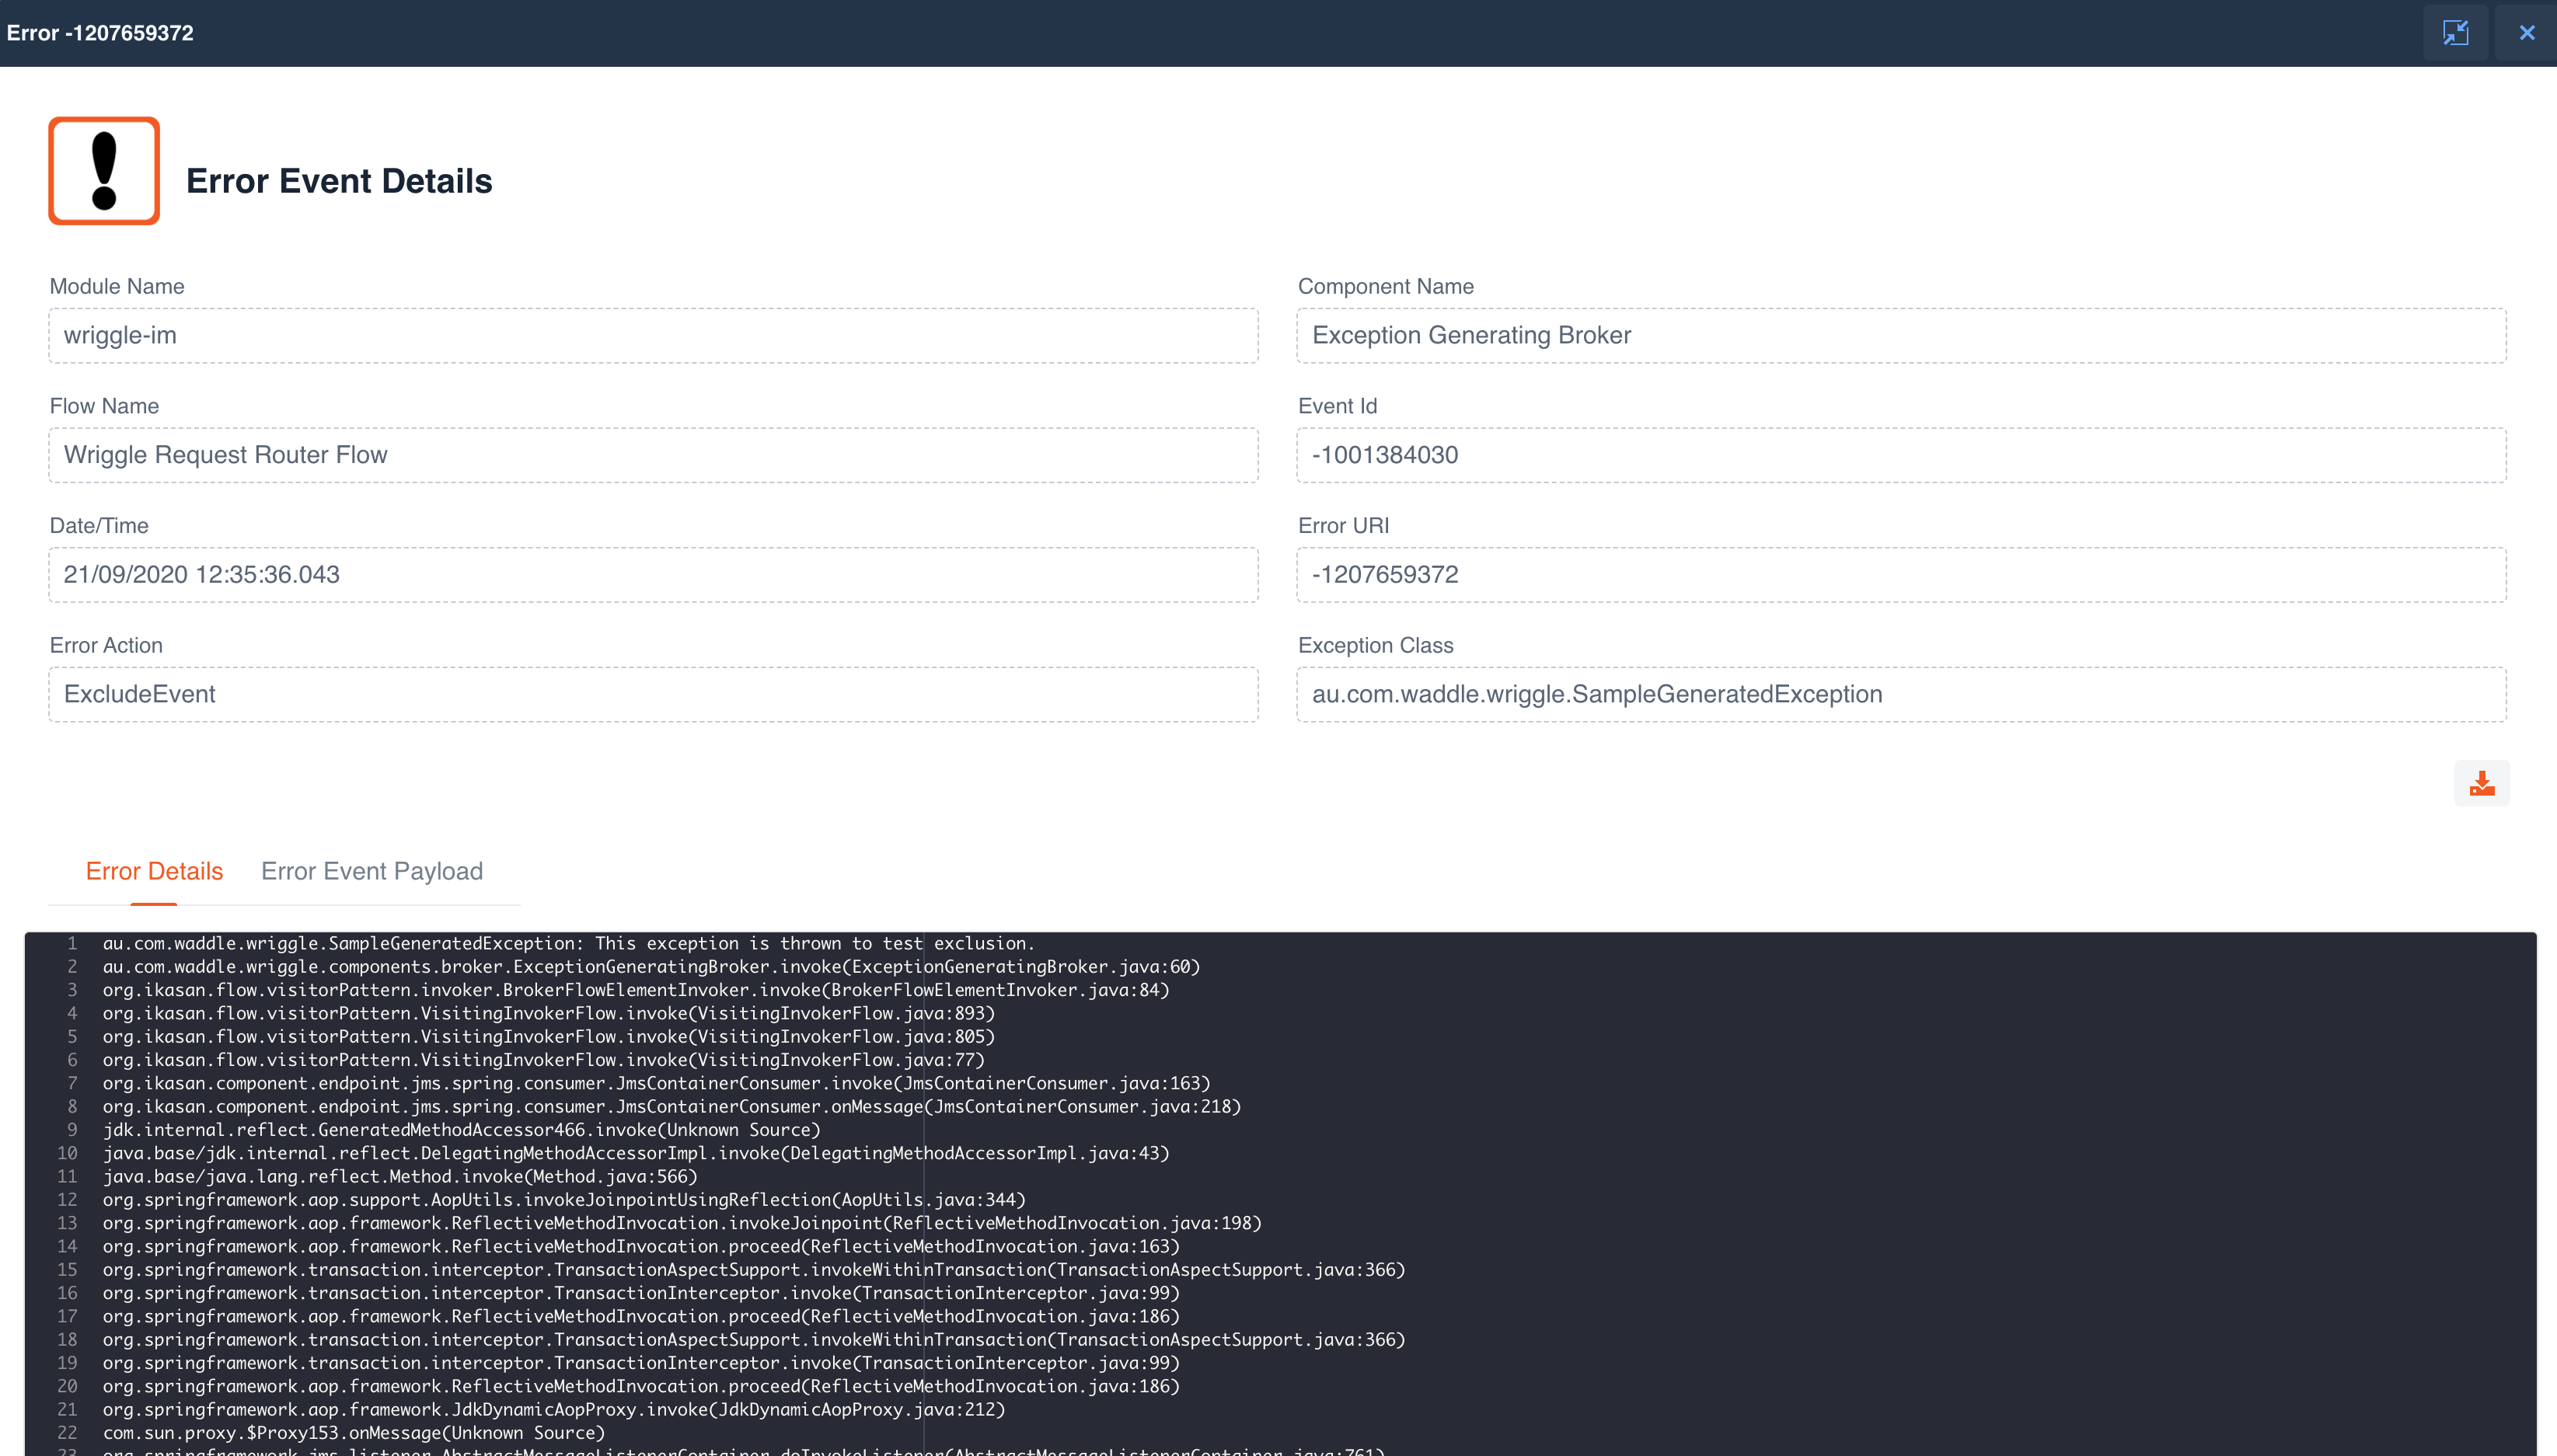 Error -1207659372
Error Event Details
Module Name
wriggle-im
Component Name
Exception Generating Broker
Flow Name
Wriggle Request Router Flow
Event Id
-1001384030
Date/Time
21/09/2020 12:35:36.043
Error URI
-1207659372
Error Action
ExcludeEvent
Exception Class
au.com.waddle.wriggle.SampleGeneratedException
Error Details Error Event Payload
1 au.com.waddle.wriggle.SampleGeneratedException: This exception is thrown to test exclusion.
2 au.com.waddle.wriggle.components.broker.ExceptionGeneratingBroker.invoke(ExceptionGeneratingBroker.java:60)
3 org.ikasan.flow.visitorPattern.invoker.BrokerFlowElementInvoker.invoke(BrokerFlowElementInvoker.java:84)
4 org.ikasan.flow.visitorPattern.VisitingInvokerFlow.invoke(VisitingInvokerFlow.java:893)
5 org.ikasan.flow.visitorPattern.VisitingInvokerFlow.invoke(VisitingInvokerFlow.java:805)
6 org.ikasan.flow.visitorPattern.VisitingInvokerFlow.invoke(VisitingInvokerFlow.java:77)
7 org.ikasan.component.endpoint.jms.spring.consumer.JmsContainerConsumer.invoke(JmsContainerConsumer.java:163)
8 org.ikasan.component.endpoint.jms.spring.consumer.JmsContainerConsumer.onMessage(JmsContainerConsumer.java:218)
9 jdk.internal.reflect.GeneratedMethodAccessor466.invoke(Unknown Source)
10 java.base/jdk.internal.reflect.DelegatingMethodAccessorImpl.invoke(DelegatingMethodAccessorImpl.java:43)
11 java.base/java.lang.reflect.Method.invoke(Method.java:566)
12 org.springframework.aop.support.AopUtils.invokeJoinpointUsingReflection(AopUtils.java:344)
13 org.springframework.aop.framework.ReflectiveMethodInvocation.invokeJoinpoint(ReflectiveMethodInvocation.java:198)
14 org.springframework.aop.framework.ReflectiveMethodInvocation.proceed(ReflectiveMethodInvocation.java:163)
15 org.springframework.transaction.interceptor.TransactionAspectSupport.invokeWithinTransaction(TransactionAspectSupport.java:366)
16 org.springframework.transaction.interceptor.TransactionInterceptor.invoke(TransactionInterceptor.java:99)
17 org.springframework.aop.framework.ReflectiveMethodInvocation.proceed(ReflectiveMethodInvocation.java:186)
18 org.springframework.transaction.interceptor.TransactionAspectSupport.invokeWithinTransaction(TransactionAspectSupport.java:366)
19 org.springframework.transaction.interceptor.TransactionInterceptor.invoke(TransactionInterceptor.java:99)
20 org.springframework.aop.framework.ReflectiveMethodInvocation.proceed(ReflectiveMethodInvocation.java:186)
21 org.springframework.aop.framework.JdkDynamicAopProxy.invoke(JdkDynamicAopProxy.java:212)
22 com.sun.proxy.$Proxy153.onMessage(Unknown Source)
23 org.springframework.jms.listener.AbstractMessageListenerContainer.doInvokeListener(AbstractMessageListenerContainer.java:761)